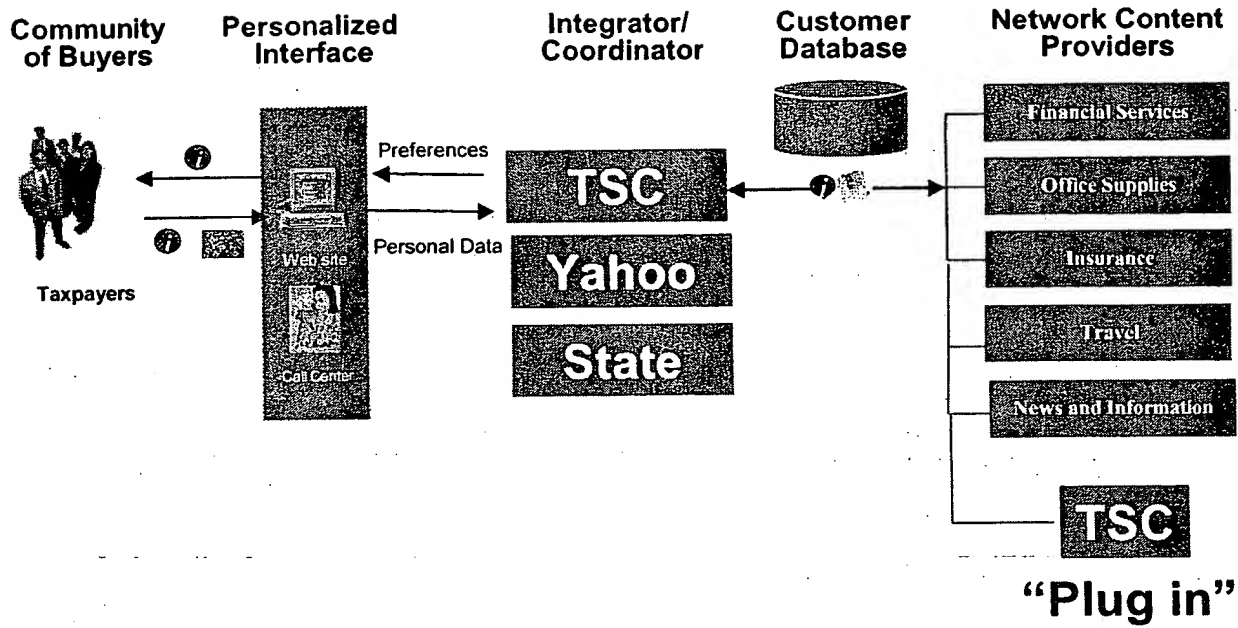 Community
of Buyers
Personalized
Interface
Integrator/
Coordinator
Customer
Database
Network Content
Providers
Taxpayers
i
i
Web site
Call Center
Preferences
Personal Data
TSC
Yahoo
State
i
Financial Services
Office Supplies
Insurance
Travel
News and Information
TSC
“Plug in”